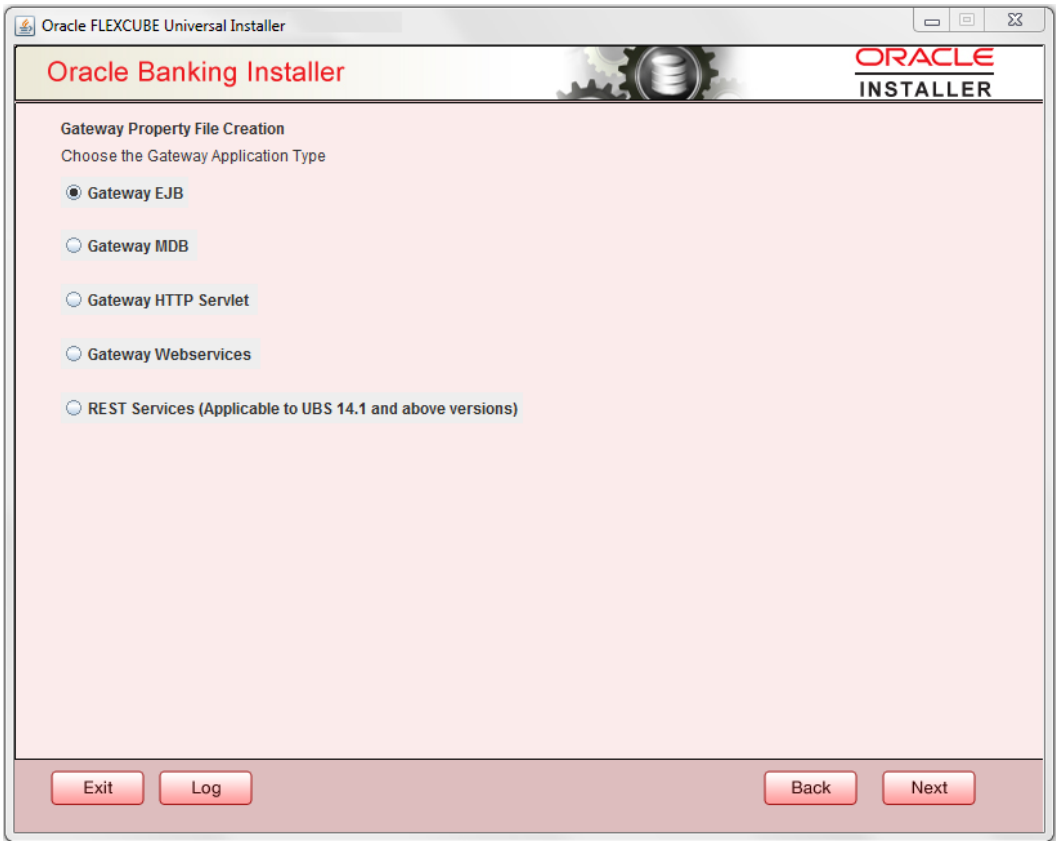 Oracle FLEXCUBE Universal Installer
Oracle Banking Installer
ORACLE
INSTALLER
Gateway Property File Creation
Choose the Gateway Application Type
Gateway EJB
Gateway MDB
Gateway HTTP Servlet
Gateway Webservices
REST Services (Applicable to UBS 14.1 and above versions)
Exit Log Back Next